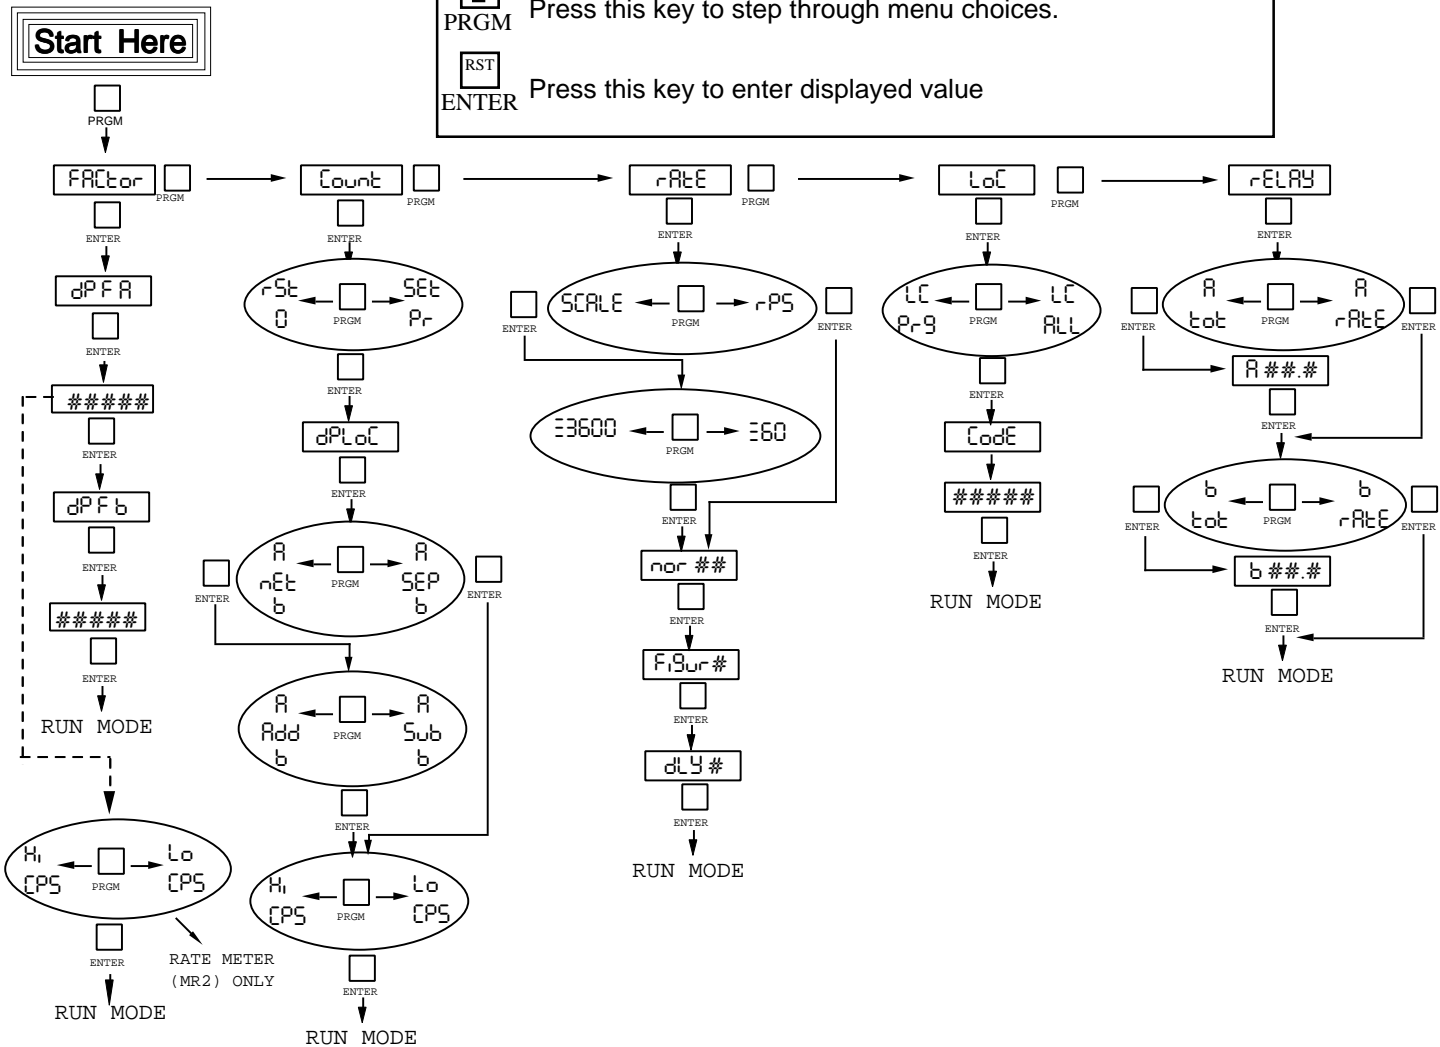 PRGM Press this key to step through menu choices.
RST
ENTER Press this key to enter displayed value
Start Here
PRGM
FACtor PRGM
ENTER
dPFA
ENTER
#####
ENTER
dPFb
ENTER
#####
ENTER
RUN MODE
Hi Lo
CPS PRGM CPS
ENTER
RATE METER
(MR2) ONLY
RUN MODE
Count PRGM
ENTER
rSt SEt
0 PRGM Pr
ENTER
dPLoC
ENTER
A A
nEt PRGM SEP
b b
ENTER ENTER
A A
Add PRGM Sub
b b
ENTER
Hi Lo
CPS PRGM CPS
ENTER
RUN MODE
rAtE PRGM
ENTER
SCALE PRGM rPS
ENTER ENTER
3600 PRGM 60
ENTER
nor ##
ENTER
Figur#
ENTER
dLY #
ENTER
RUN MODE
LoC PRGM
ENTER
LC LC
Prg PRGM ALL
ENTER
CodE
#####
ENTER
RUN MODE
rELAY
ENTER
A A
tot PRGM rAtE
ENTER ENTER
A##.#
ENTER
b b
tot PRGM rAtE
ENTER ENTER
b##.#
ENTER
RUN MODE